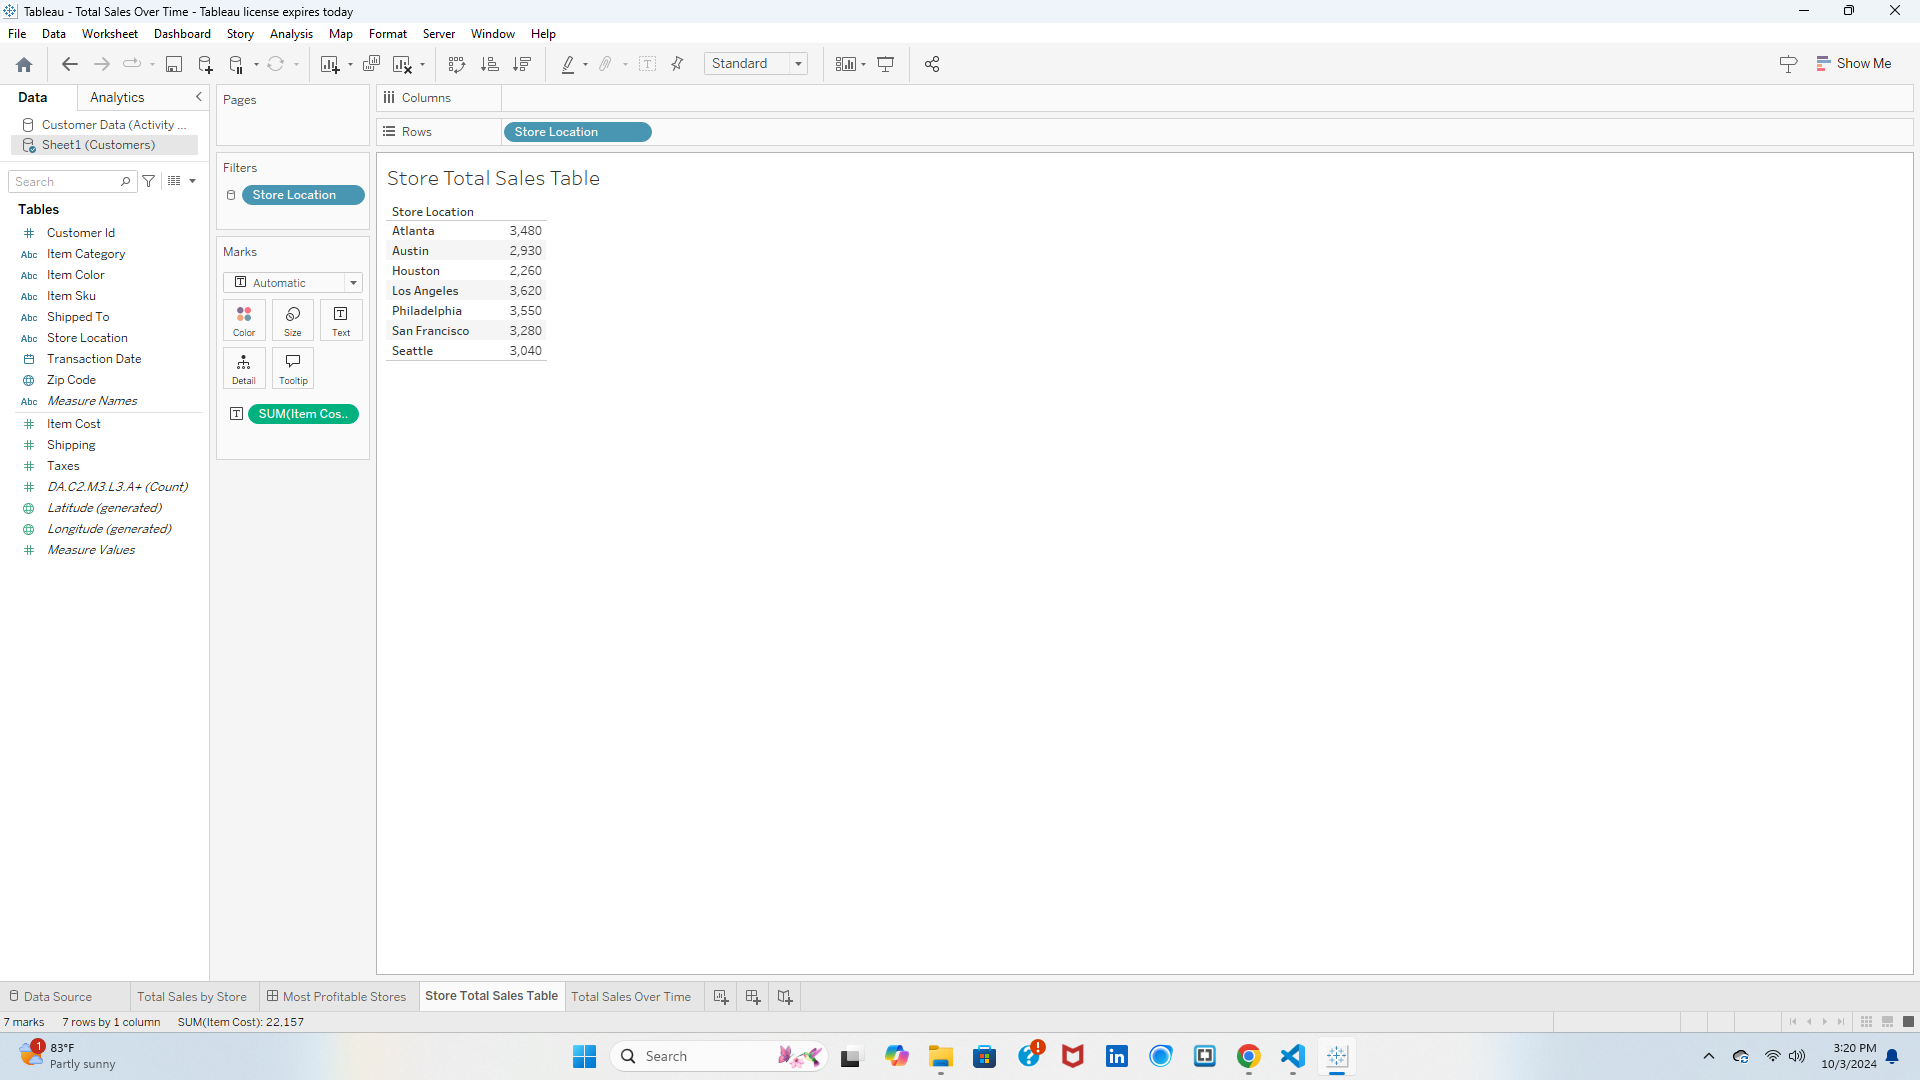 Tableau - Total Sales Over Time - Tableau license expires today
File Data Worksheet Dashboard Story Analysis Map Format Server Window Help
Standard
Show Me
Data Analytics
Customer Data (Activity ...
Sheet1 (Customers)
Search
Tables
# Customer Id
Abc Item Category
Abc Item Color
Abc Item Sku
Abc Shipped To
Abc Store Location
Transaction Date
Zip Code
Abc Measure Names
# Item Cost
# Shipping
# Taxes
# DA.C2.M3.L3.A+ (Count)
Latitude (generated)
Longitude (generated)
# Measure Values
Pages
Filters
Store Location
Marks
T Automatic
Color Size T Text
Detail Tooltip
T SUM(Item Cos..
Columns
Rows Store Location
Store Total Sales Table
Store Location
Atlanta 3,480
Austin 2,930
Houston 2,260
Los Angeles 3,620
Philadelphia 3,550
San Francisco 3,280
Seattle 3,040
Data Source Total Sales by Store Most Profitable Stores Store Total Sales Table Total Sales Over Time
7 marks 7 rows by 1 column SUM(Item Cost): 22,157
1 83°F
Partly sunny
Search
3:20 PM
10/3/2024